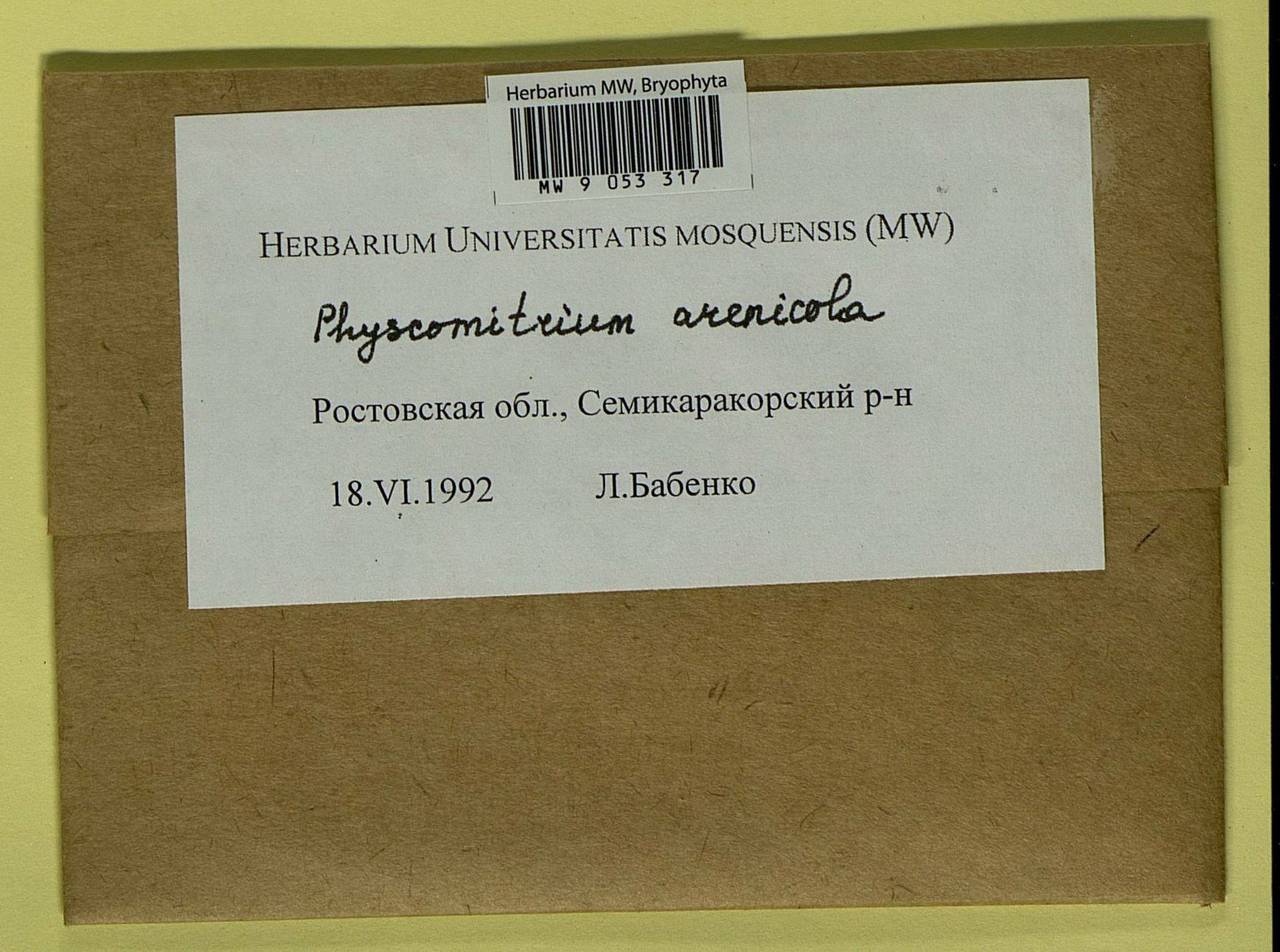 Herbarium MW, Bryophyta
MW 9 053 317
HERBARIUM UNIVERSITATIS MOSQUENSIS (MW)
Physcomitrium arenicola
Ростовская обл., Семикаракорский р-н
18.VI.1992 Л.Бабенко